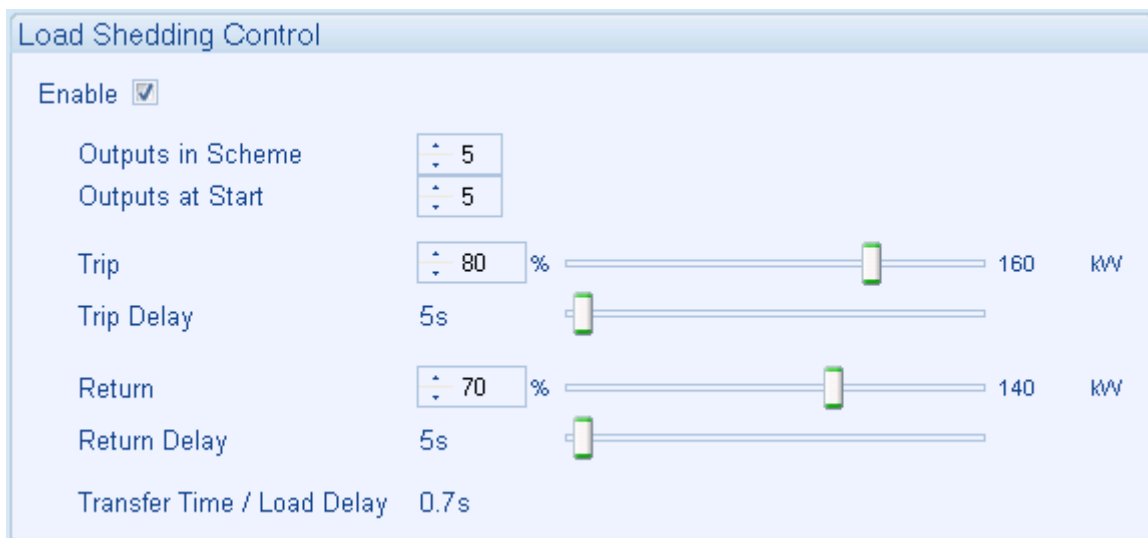 Load Shedding Control
Enable
Outputs in Scheme 5
Outputs at Start 5
Trip 80 % 160 kW
Trip Delay 5s
Return 70 % 140 kW
Return Delay 5s
Transfer Time / Load Delay 0.7s